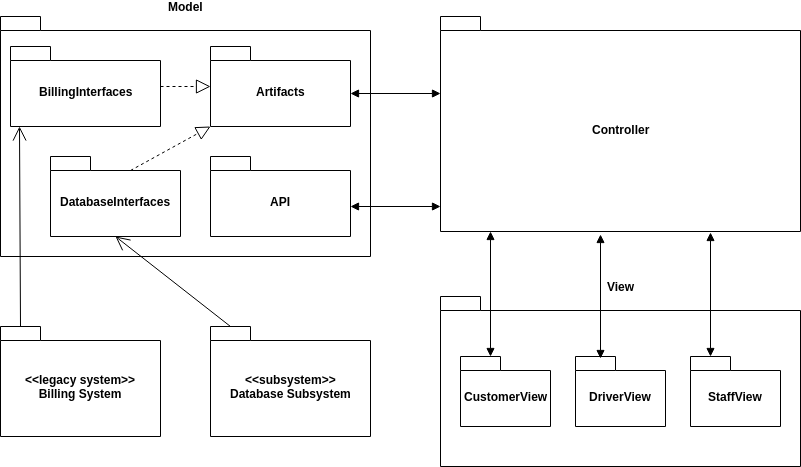 Model
BillingInterfaces
Artifacts
Controller
DatabaseInterfaces
API
View
<<legacy system>>
Billing System
<<subsystem>>
Database Subsystem
CustomerView
DriverView
StaffView